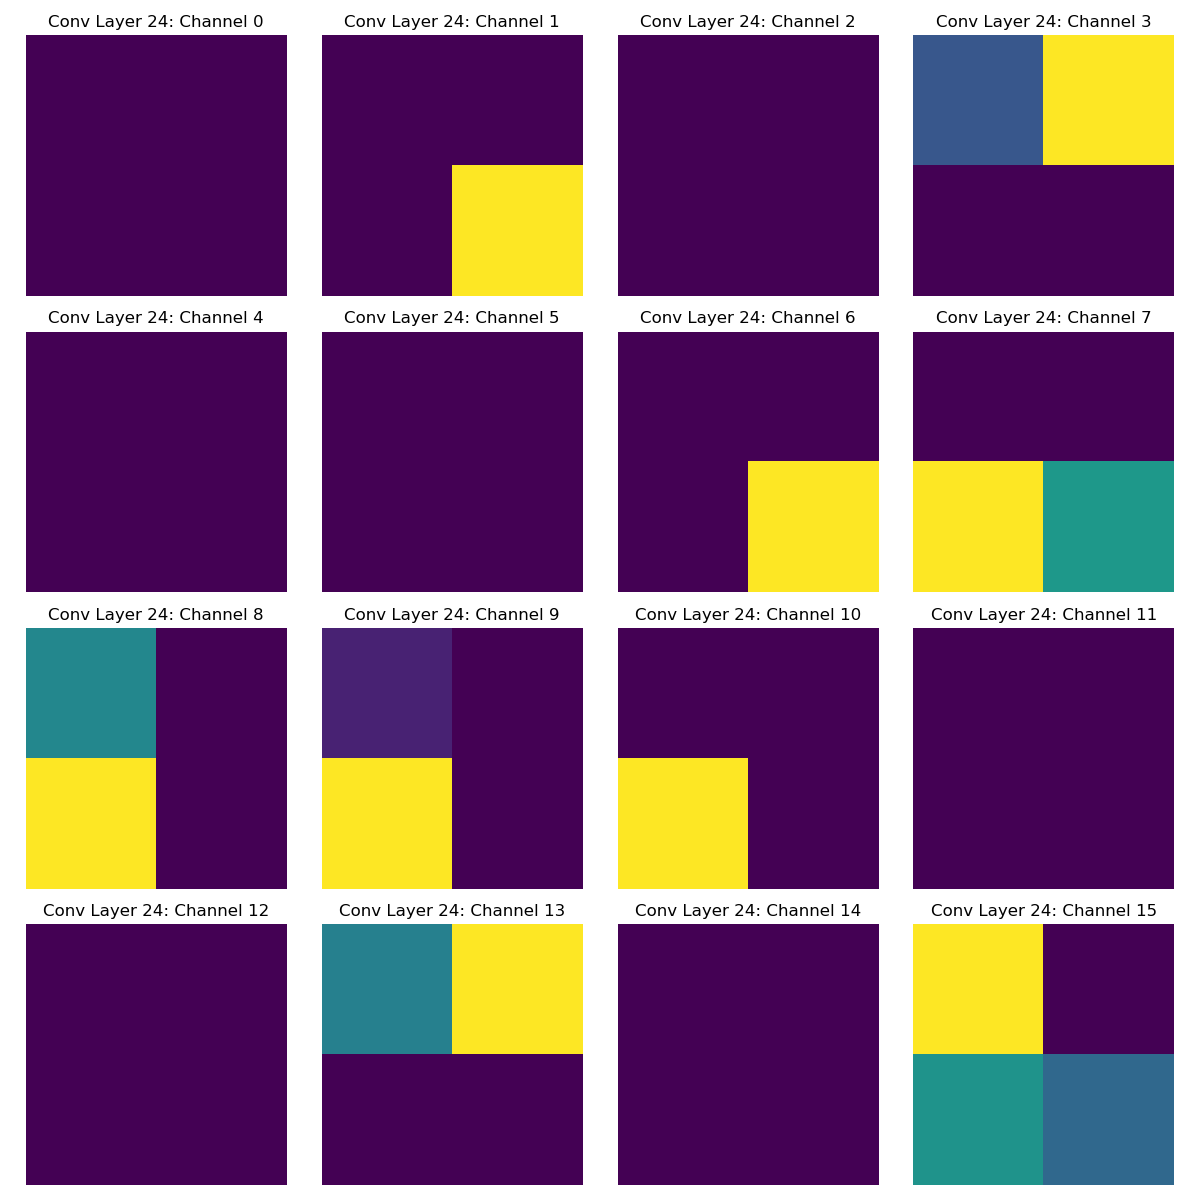 Conv Layer 24: Channel 0
Conv Layer 24: Channel 1
Conv Layer 24: Channel 2
Conv Layer 24: Channel 3
Conv Layer 24: Channel 4
Conv Layer 24: Channel 5
Conv Layer 24: Channel 6
Conv Layer 24: Channel 7
Conv Layer 24: Channel 8
Conv Layer 24: Channel 9
Conv Layer 24: Channel 10
Conv Layer 24: Channel 11
Conv Layer 24: Channel 12
Conv Layer 24: Channel 13
Conv Layer 24: Channel 14
Conv Layer 24: Channel 15